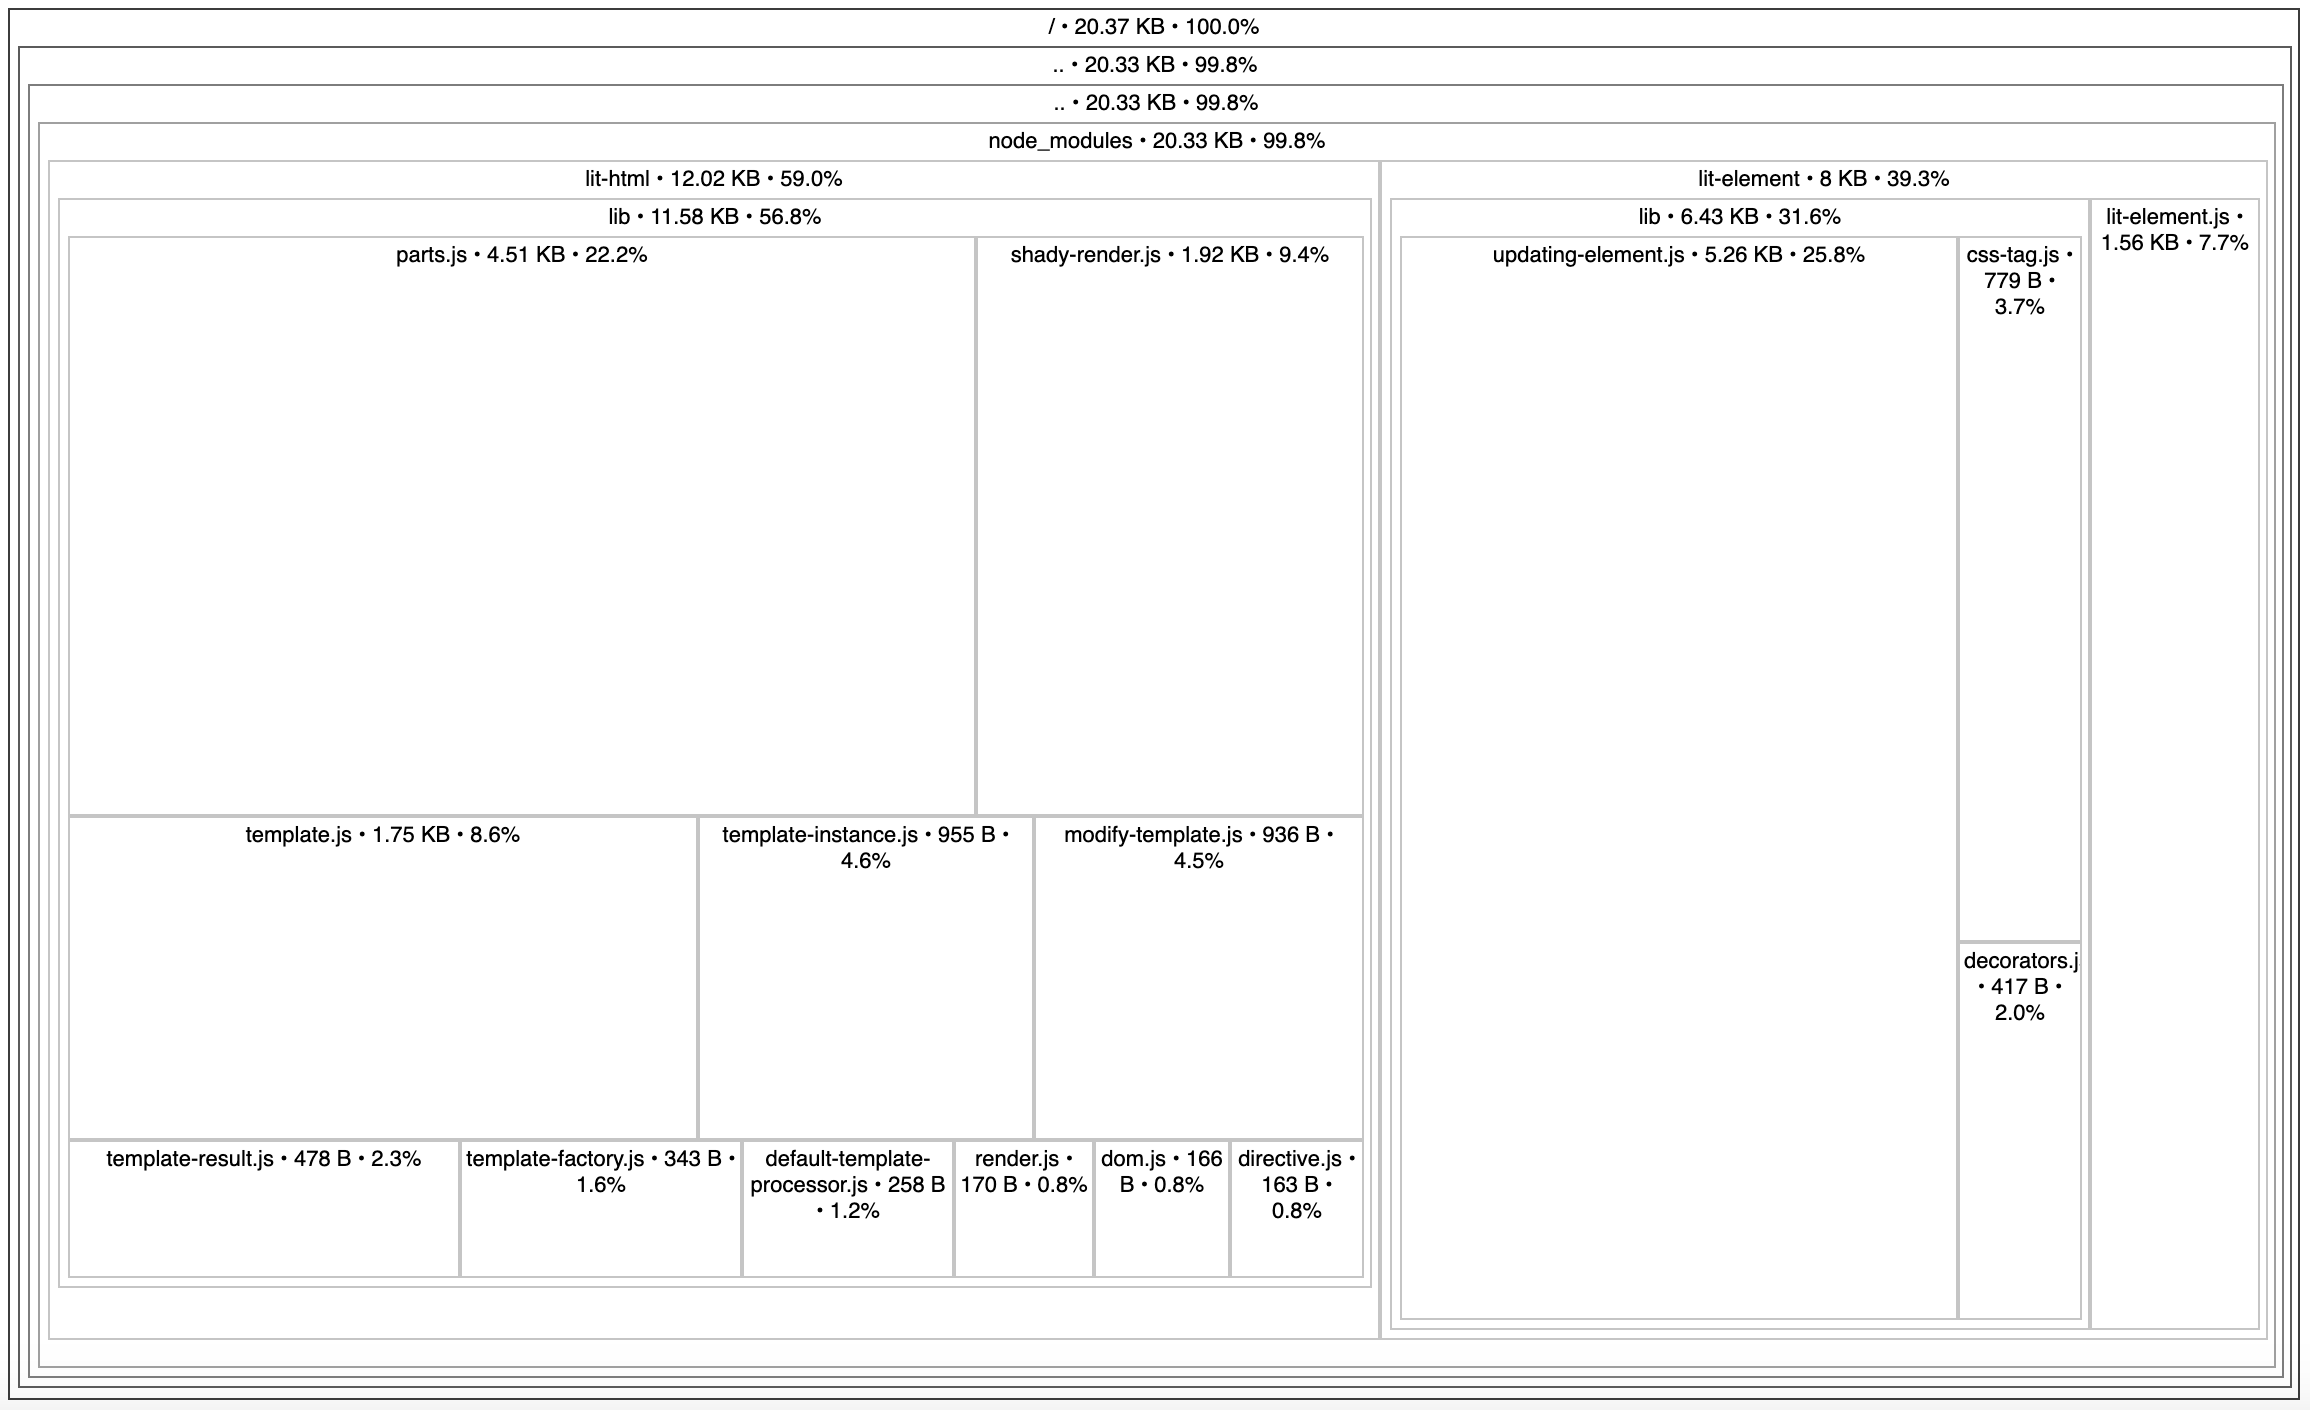 / • 20.37 KB • 100.0%
.. • 20.33 KB • 99.8%
.. • 20.33 KB • 99.8%
node_modules • 20.33 KB • 99.8%
lit-html • 12.02 KB • 59.0%
lib • 11.58 KB • 56.8%
parts.js • 4.51 KB • 22.2%
shady-render.js • 1.92 KB • 9.4%
template.js • 1.75 KB • 8.6%
template-instance.js • 955 B •
4.6%
modify-template.js • 936 B •
4.5%
template-result.js • 478 B • 2.3%
template-factory.js • 343 B •
1.6%
default-template-
processor.js • 258 B
• 1.2%
render.js •
170 B • 0.8%
dom.js • 166
B • 0.8%
directive.js •
163 B •
0.8%
lit-element • 8 KB • 39.3%
lib • 6.43 KB • 31.6%
updating-element.js • 5.26 KB • 25.8%
css-tag.js •
779 B •
3.7%
decorators.j
• 417 B •
2.0%
lit-element.js •
1.56 KB • 7.7%